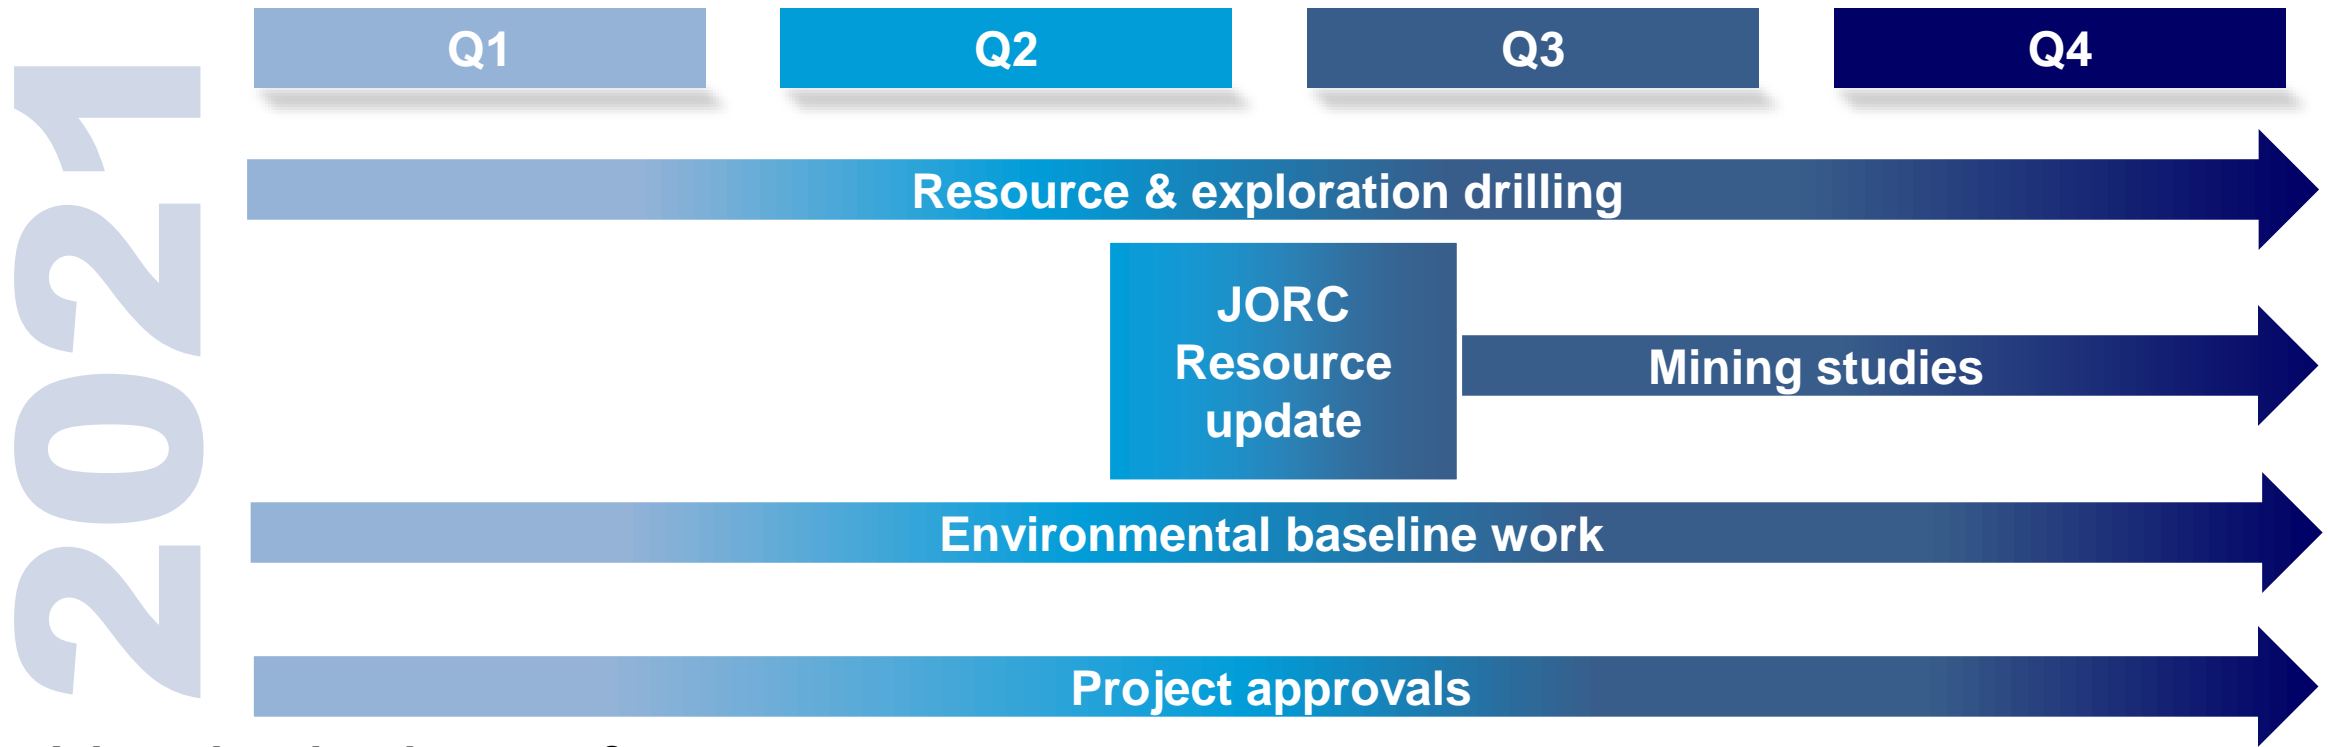 2021
Q1 Q2 Q3 Q4
Resource & exploration drilling
JORC
Resource
update
Mining studies
Environmental baseline work
Project approvals